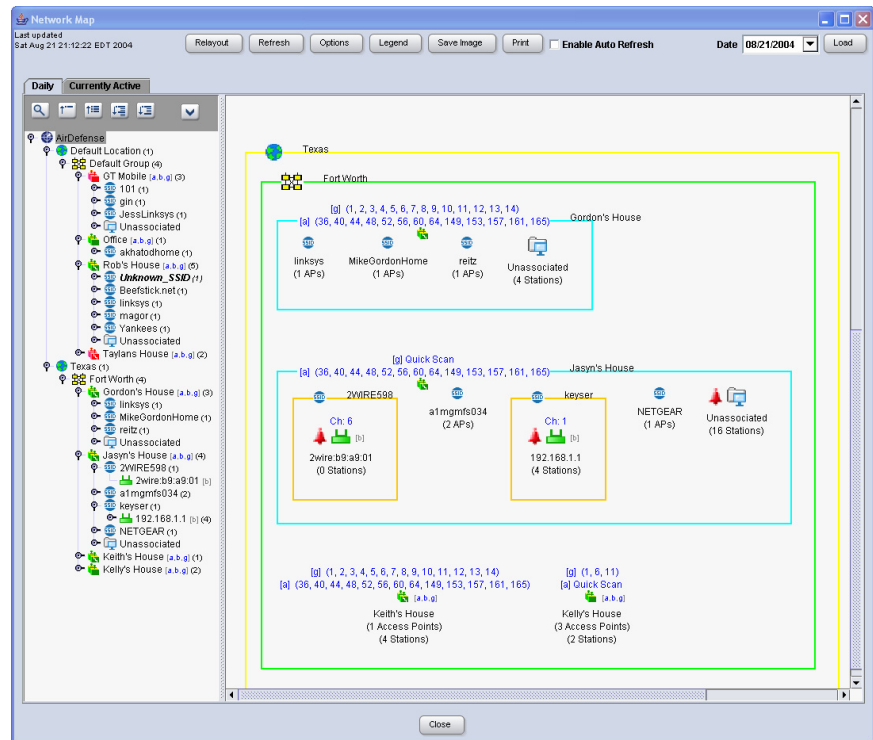 Network Map
Last updated
Sat Aug 21 21:12:22 EDT 2004
Relayout
Refresh
Options
Legend
Save Image
Print
Enable Auto Refresh
Date 08/21/2004
Load
Daily
Currently Active
AirDefense
Default Location (1)
Default Group (4)
GT Mobile [a,b,g] (3)
101 (1)
gin (1)
JessLinksys (1)
Unassociated
Office [a,b,g] (1)
akhatodhome (1)
Rob's House [a,b,g] (5)
Unknown_SSID (1)
Beefstick.net (1)
linksys (1)
magor (1)
Yankees (1)
Unassociated
Taylans House [a,b,g] (2)
Texas (1)
Fort Worth (4)
Gordon's House [a,b,g] (3)
linksys (1)
MikeGordonHome (1)
reitz (1)
Unassociated
Jasyn's House [a,b,g] (4)
2WIRE598 (1)
2wire:b9:a9:01 [b]
a1mgmfs034 (2)
keyser (1)
192.168.1.1 [b] (4)
NETGEAR (1)
Unassociated
Keith's House [a,b,g] (1)
Kelly's House [a,b,g] (2)
Texas
Fort Worth
[g] (1, 2, 3, 4, 5, 6, 7, 8, 9, 10, 11, 12, 13, 14)
[a] (36, 40, 44, 48, 52, 56, 60, 64, 149, 153, 157, 161, 165)
Gordon's House
linksys
(1 APs)
MikeGordonHome
(1 APs)
reitz
(1 APs)
Unassociated
(4 Stations)
[g] Quick Scan
[a] (36, 40, 44, 48, 52, 56, 60, 64, 149, 153, 157, 161, 165)
Jasyn's House
2WIRE598
Ch: 6
[b]
2wire:b9:a9:01
(0 Stations)
a1mgmfs034
(2 APs)
keyser
Ch: 1
[b]
192.168.1.1
(4 Stations)
NETGEAR
(1 APs)
Unassociated
(16 Stations)
[g] (1, 2, 3, 4, 5, 6, 7, 8, 9, 10, 11, 12, 13, 14)
[a] (36, 40, 44, 48, 52, 56, 60, 64, 149, 153, 157, 161, 165)
[a,b,g]
Keith's House
(1 Access Points)
(4 Stations)
[g] (1, 6, 11)
[a] Quick Scan
[a,b,g]
Kelly's House
(3 Access Points)
(2 Stations)
Close